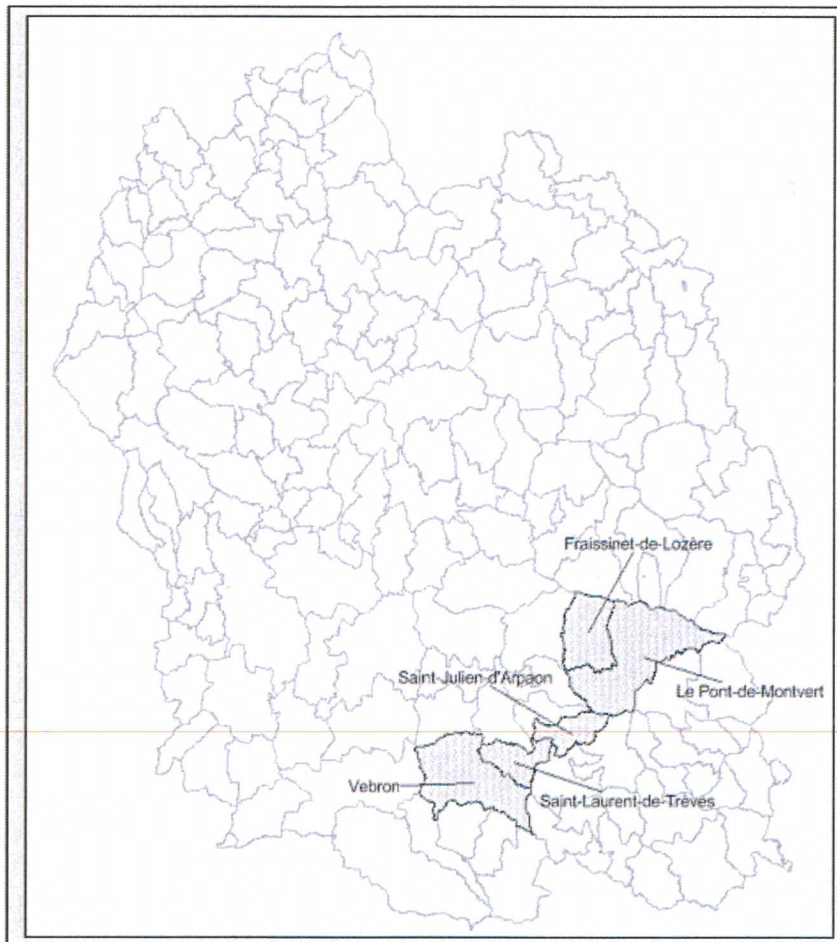 Fraissinet-de-Lozère
Saint-Julien-d'Arpaon
Le Pont-de-Montvert
Vebron
Saint-Laurent-de-Trèves